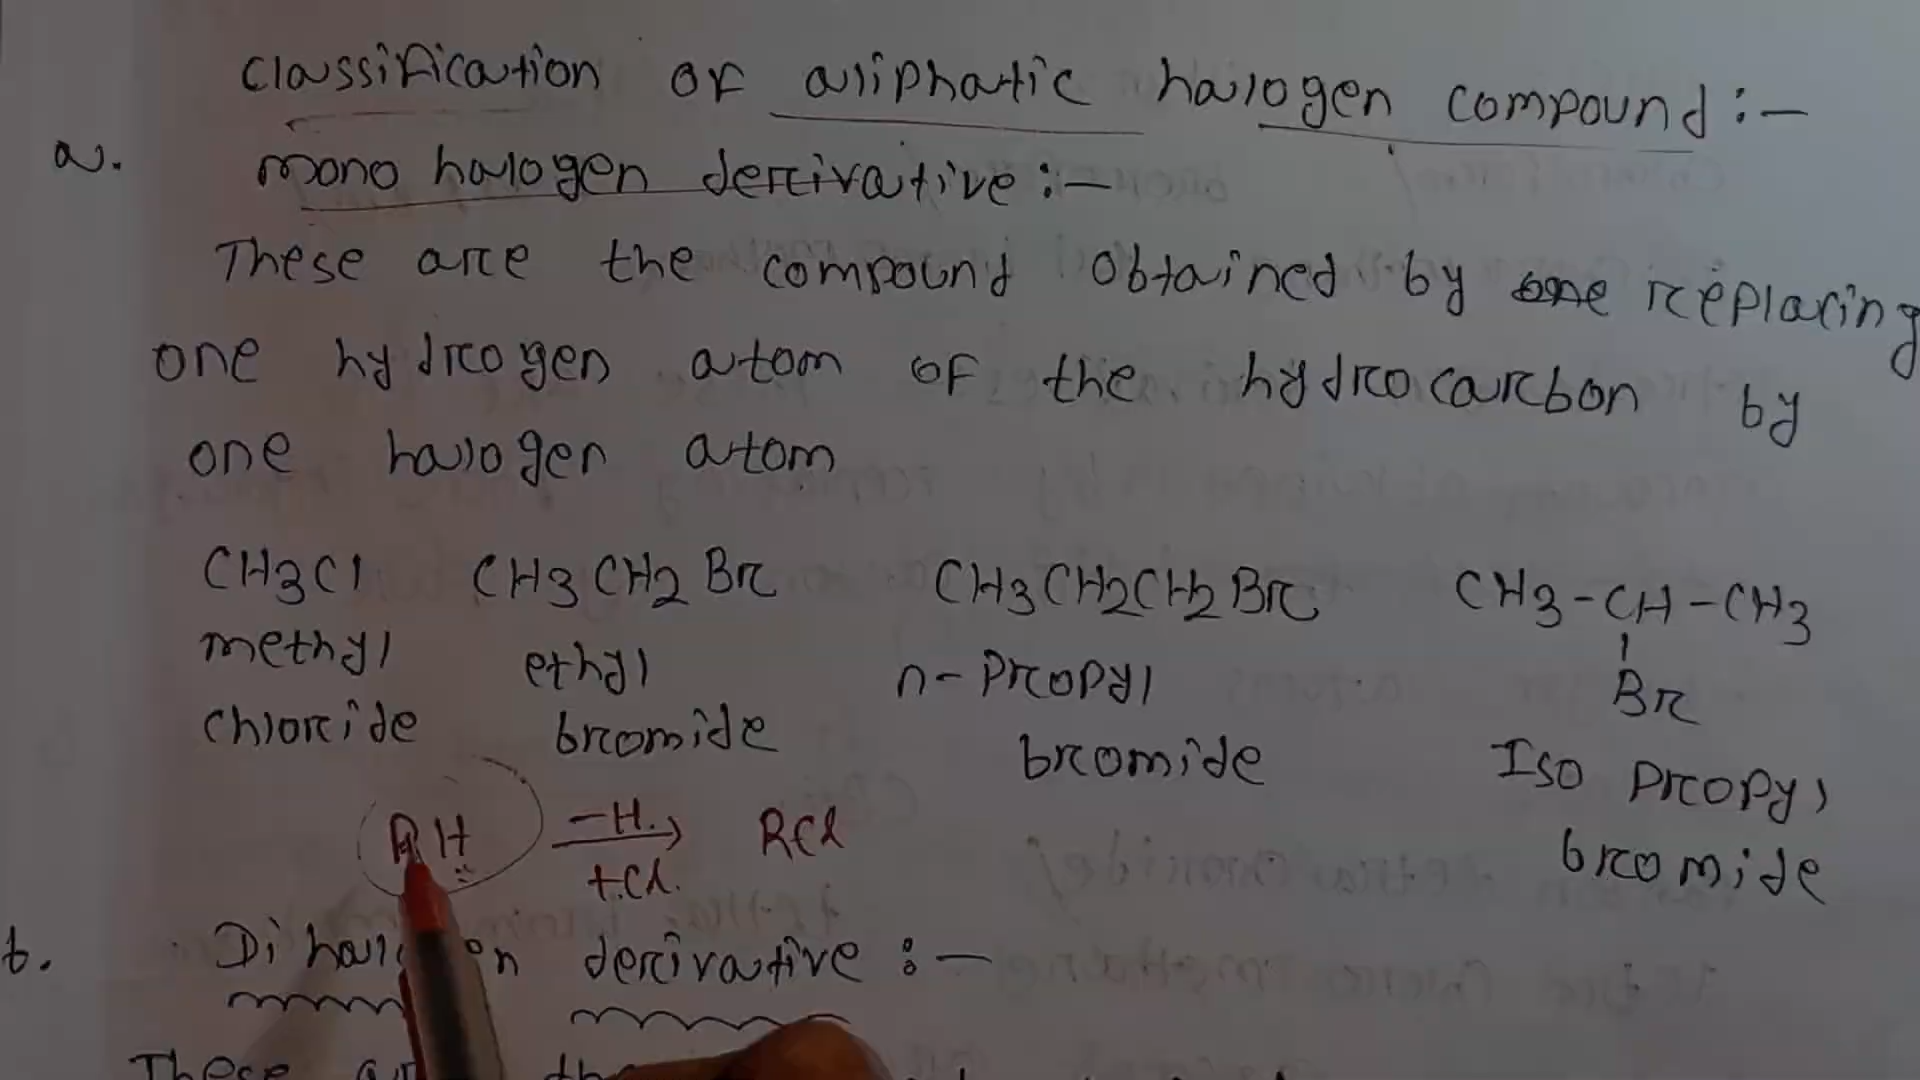 Classification of aliphatic halogen compound :-
a. mono halogen derivative :-
These are the compound obtained by one replacing
one hydrogen atom of the hydrocarbon by
one halogen atom
CH3Cl CH3CH2Br CH3CH2CH2Br CH3-CH-CH3
Br
methyl ethyl n-propyl Iso propyl
chloride bromide bromide bromide
RH -H. RCl
+Cl.
b. Di derivative :-
These